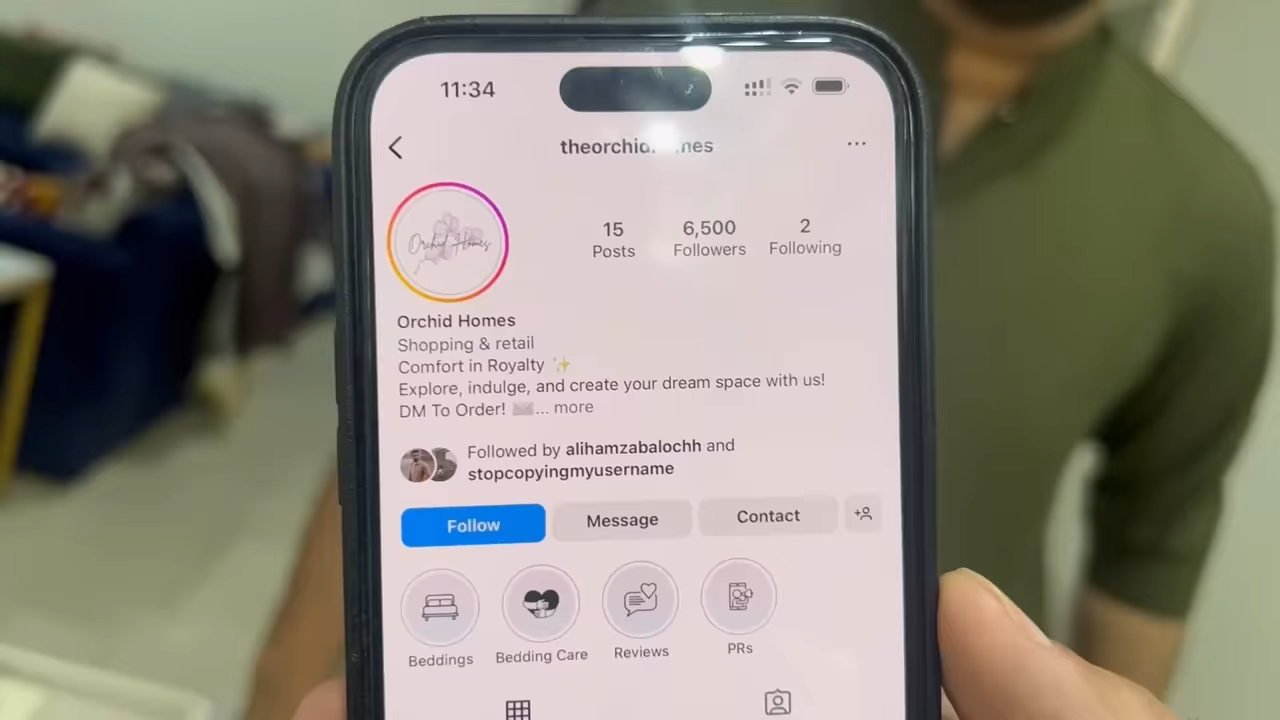 11:34
15
Posts
6,500
Followers
2
Following
Orchid Homes
Orchid Homes
Shopping & retail
Comfort in Royalty ✨
Explore, indulge, and create your dream space with us!
DM To Order! ✉️... more
Followed by alihamzabalochh and
stopcopyingmyusername
Follow
Message
Contact
Beddings
Bedding Care
Reviews
PRs